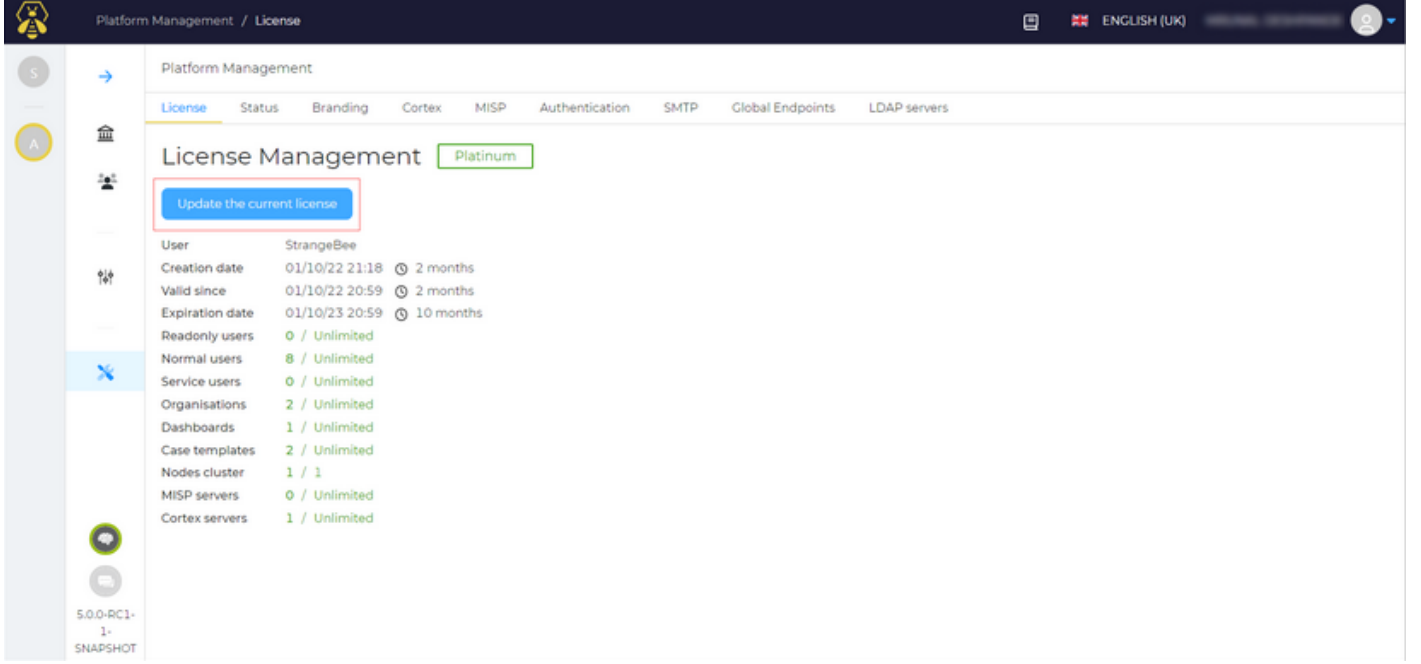 Platform Management / License
ENGLISH (UK)
S
A
Platform Management
License Status Branding Cortex MISP Authentication SMTP Global Endpoints LDAP servers
License Management Platinum
Update the current license
User StrangeBee
Creation date 01/10/22 21:18 2 months
Valid since 01/10/22 20:59 2 months
Expiration date 01/10/23 20:59 10 months
Readonly users 0 / Unlimited
Normal users 8 / Unlimited
Service users 0 / Unlimited
Organisations 2 / Unlimited
Dashboards 1 / Unlimited
Case templates 2 / Unlimited
Nodes cluster 1 / 1
MISP servers 0 / Unlimited
Cortex servers 1 / Unlimited
5.0.0-RC1-
1-
SNAPSHOT